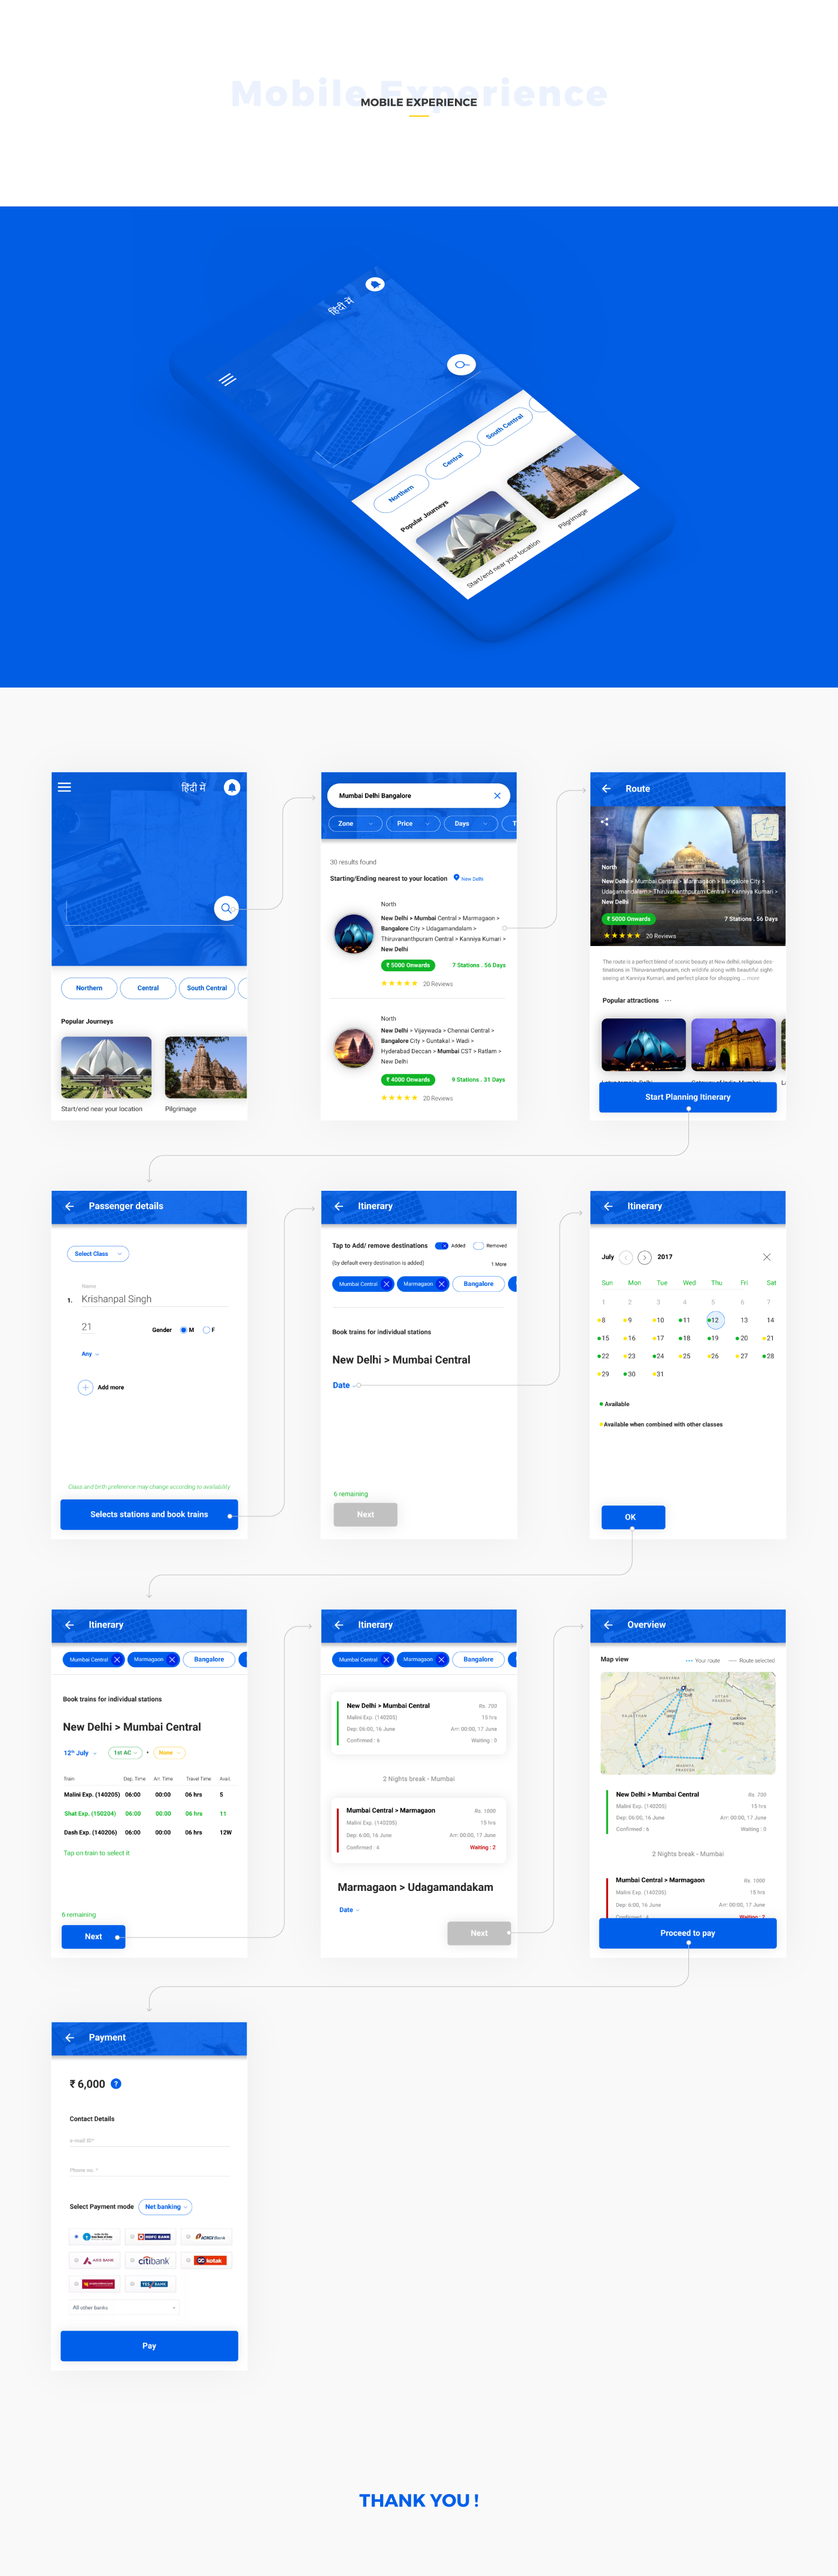 Mobile Experience
MOBILE EXPERIENCE
हिंदी में
Northern
Central
South Central
Popular Journeys
Start/end near your location
Pilgrimage
हिंदी में
Northern
Central
South Central
Popular Journeys
Start/end near your location
Pilgrimage
Mumbai Delhi Bangalore
Zone
Price
Days
T
30 results found
Starting/Ending nearest to your location
New Delhi
North
New Delhi > Mumbai Central > Marmagaon >
Bangalore City > Udagamandalam >
Thiruvananthpuram Central > Kanniya Kumari >
New Delhi
₹ 5000 Onwards
7 Stations . 56 Days
20 Reviews
North
New Delhi > Vijaywada > Chennai Central >
Bangalore City > Guntakal > Wadi >
Hyderabad Deccan > Mumbai CST > Ratlam >
New Delhi
₹ 4000 Onwards
9 Stations . 31 Days
20 Reviews
Route
North
New Delhi > Mumbai Central > Marmagaon > Bangalore City >
Udagamandalam > Thiruvananthpuram Central > Kanniya Kumari >
New Delhi
₹ 5000 Onwards
7 Stations . 56 Days
20 Reviews
The route is a perfect blend of scenic beauty at New delhi, religious des-
tinations in Thiruvananthpuram, rich wildlife along with beautiful sight-
seeing at Kanniya Kumari, and perfect place for shopping ... more
Popular attractions
Start Planning Itinerary
Passenger details
Select Class
Name
1. Krishanpal Singh
21
Gender
M
F
Any
Add more
Class and birth preference may change according to availability
Selects stations and book trains
Itinerary
Tap to Add/ remove destinations
Added
Removed
(by default every destination is added)
1 More
Mumbai Central
Marmagaon
Bangalore
Book trains for individual stations
New Delhi > Mumbai Central
Date
6 remaining
Next
Itinerary
July
2017
Sun Mon Tue Wed Thu Fri Sat
1 2 3 4 5 6 7
8 9 10 11 12 13 14
15 16 17 18 19 20 21
22 23 24 25 26 27 28
29 30 31
Available
Available when combined with other classes
OK
Itinerary
Mumbai Central
Marmagaon
Bangalore
Book trains for individual stations
New Delhi > Mumbai Central
12th July
1st AC
+
None
Train Dep. Time Arr. Time Travel Time Avail.
Malini Exp. (140205) 06:00 00:00 06 hrs 5
Shat Exp. (150204) 06:00 00:00 06 hrs 11
Dash Exp. (140206) 06:00 00:00 06 hrs 12W
Tap on train to select it
6 remaining
Next
Itinerary
Mumbai Central
Marmagaon
Bangalore
New Delhi > Mumbai Central
Rs. 700
Malini Exp. (140205)
15 hrs
Dep: 06:00, 16 June
Arr: 00:00, 17 June
Confirmed : 6
Waiting : 0
2 Nights break - Mumbai
Mumbai Central > Marmagaon
Rs. 1000
Malini Exp. (140205)
15 hrs
Dep: 6:00, 16 June
Arr: 00:00, 17 June
Confirmed : 4
Waiting : 2
Marmagaon > Udagamandakam
Date
Next
Overview
Map view
Your route
Route selected
HARYANA
RAJASTHAN
UTTAR
PRADESH
Lucknow
MADHYA
PRADESH
New Delhi > Mumbai Central
Rs. 700
Malini Exp. (140205)
15 hrs
Dep: 06:00, 16 June
Arr: 00:00, 17 June
Confirmed : 6
Waiting : 0
2 Nights break - Mumbai
Mumbai Central > Marmagaon
Rs. 1000
Malini Exp. (140205)
15 hrs
Dep: 6:00, 16 June
Arr: 00:00, 17 June
Confirmed : 4
Waiting : 2
Proceed to pay
Payment
₹ 6,000
?
Contact Details
e-mail ID*
Phone no. *
Select Payment mode
Net banking
HDFC BANK
ICICI Bank
AXIS BANK
citibank
kotak
YES BANK
All other banks
Pay
THANK YOU !